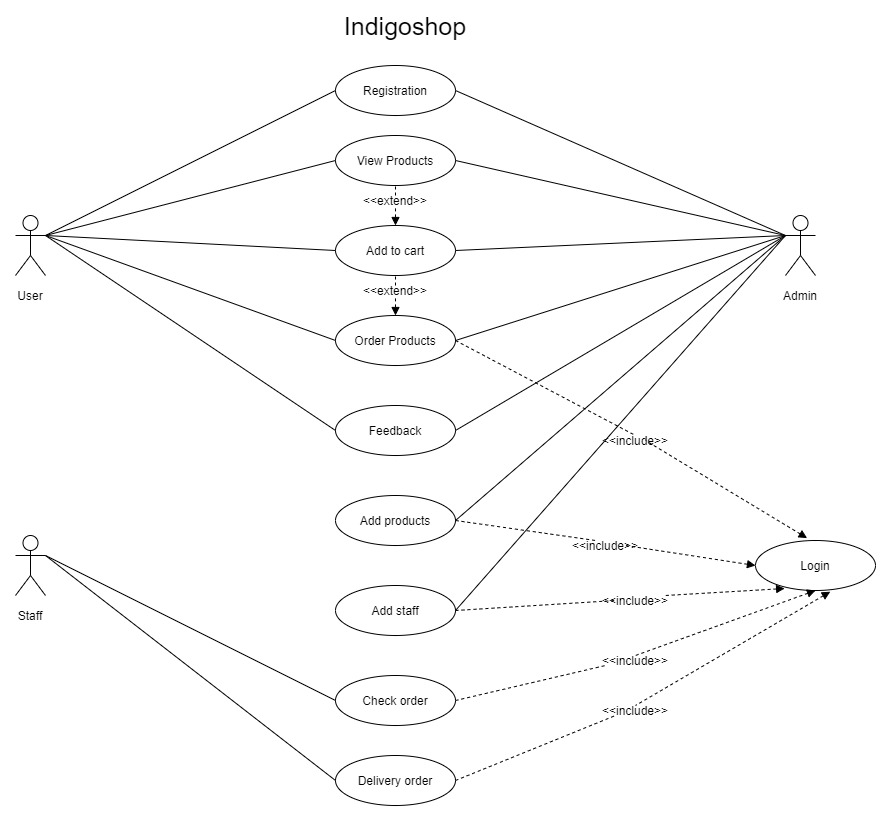 Indigoshop
Registration
View Products
<<extend>>
Add to cart
User
Admin
<<extend>>
Order Products
Feedback
<<include>>
Add products
<<include>>
Login
Staff
Add staff
<<include>>
<<include>>
Check order
<<include>>
Delivery order